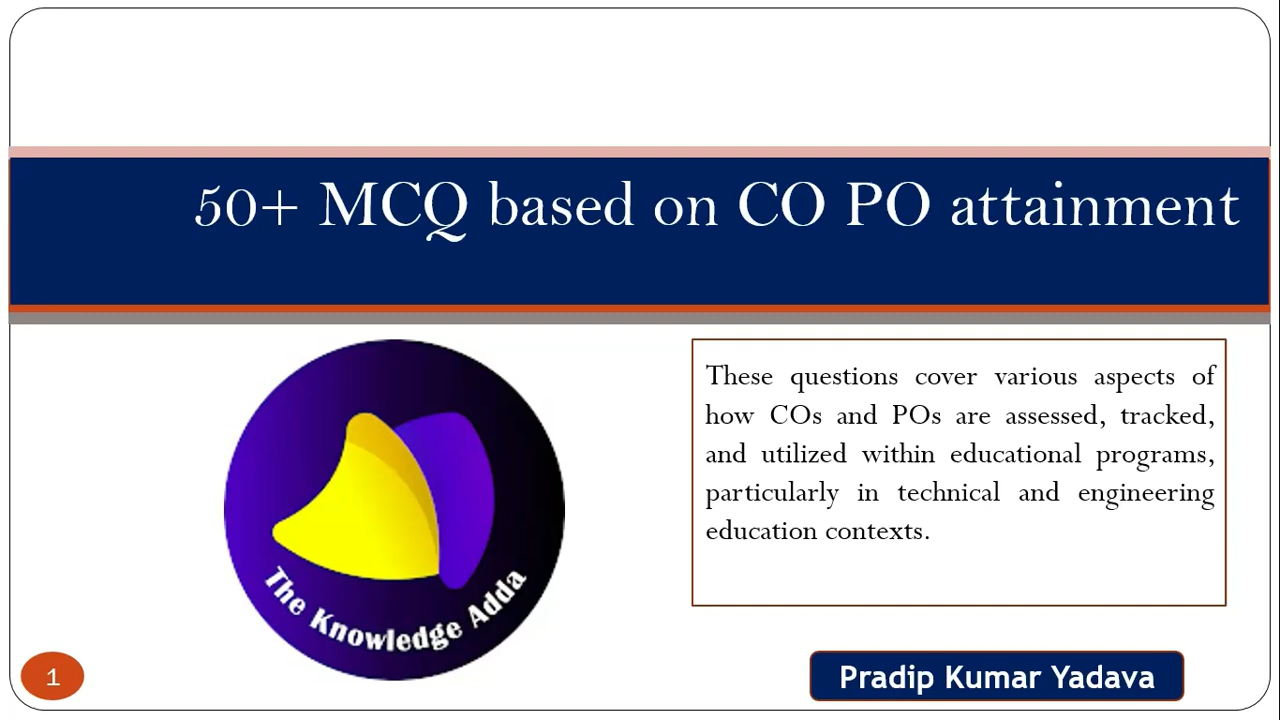 50+ MCQ based on CO PO attainment
These questions cover various aspects of
how COs and POs are assessed, tracked,
and utilized within educational programs,
particularly in technical and engineering
education contexts.
The Knowledge Adda
1
Pradip Kumar Yadava